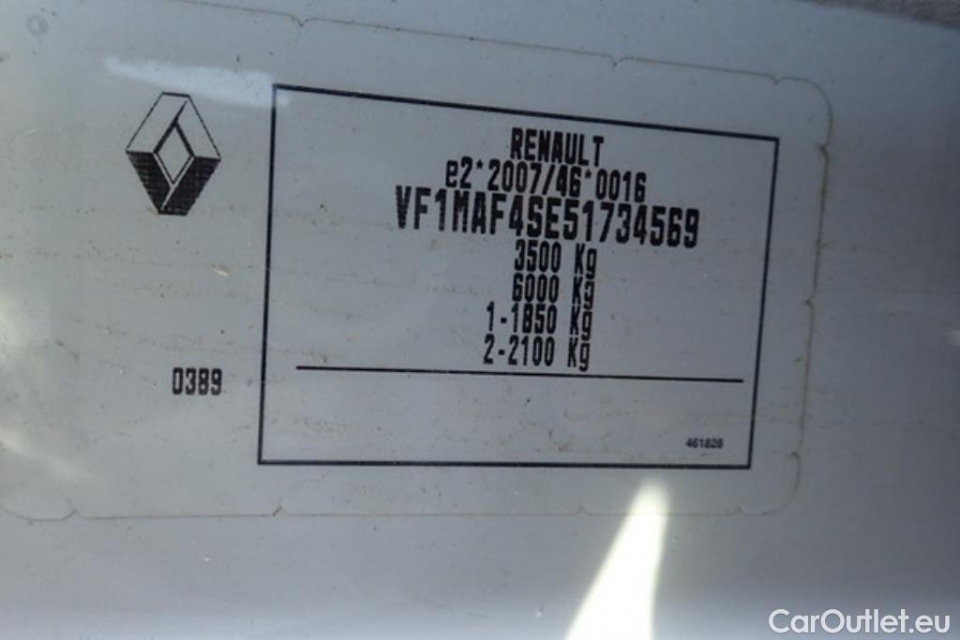 RENAULT
e2*2007/46*0016
VF1MAF4SE51734569
3500 Kg
6000 Kg
1-1850 Kg
2-2100 Kg
0389
461828
CarOutlet.eu